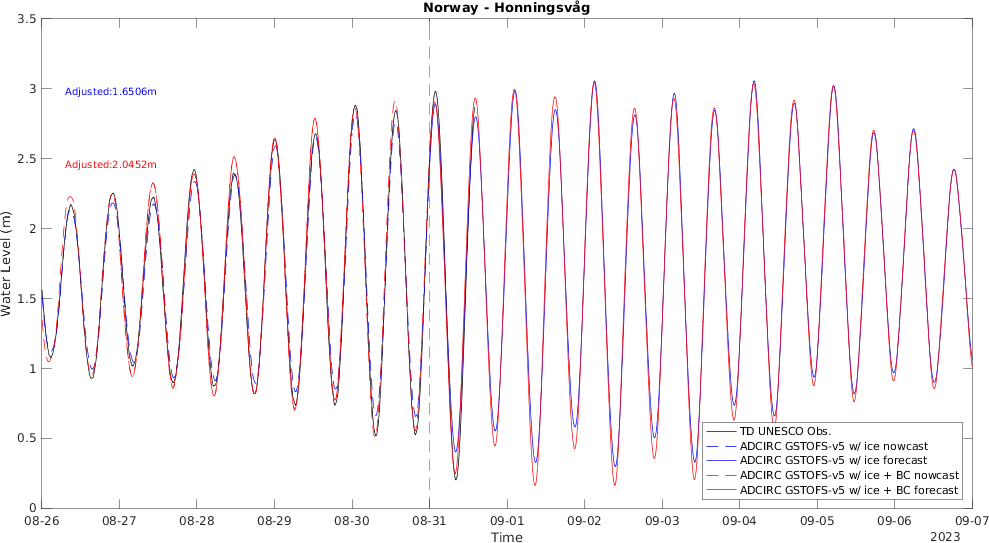 Norway - Honningsvåg
3.5
3
2.5
2
1.5
1
0.5
0
Water Level (m)
Adjusted:1.6506m
Adjusted:2.0452m
TD UNESCO Obs.
ADCIRC GSTOFS-v5 w/ ice nowcast
ADCIRC GSTOFS-v5 w/ ice forecast
ADCIRC GSTOFS-v5 w/ ice + BC nowcast
ADCIRC GSTOFS-v5 w/ ice + BC forecast
08-26 08-27 08-28 08-29 08-30 08-31 09-01 09-02 09-03 09-04 09-05 09-06 09-07
Time
2023